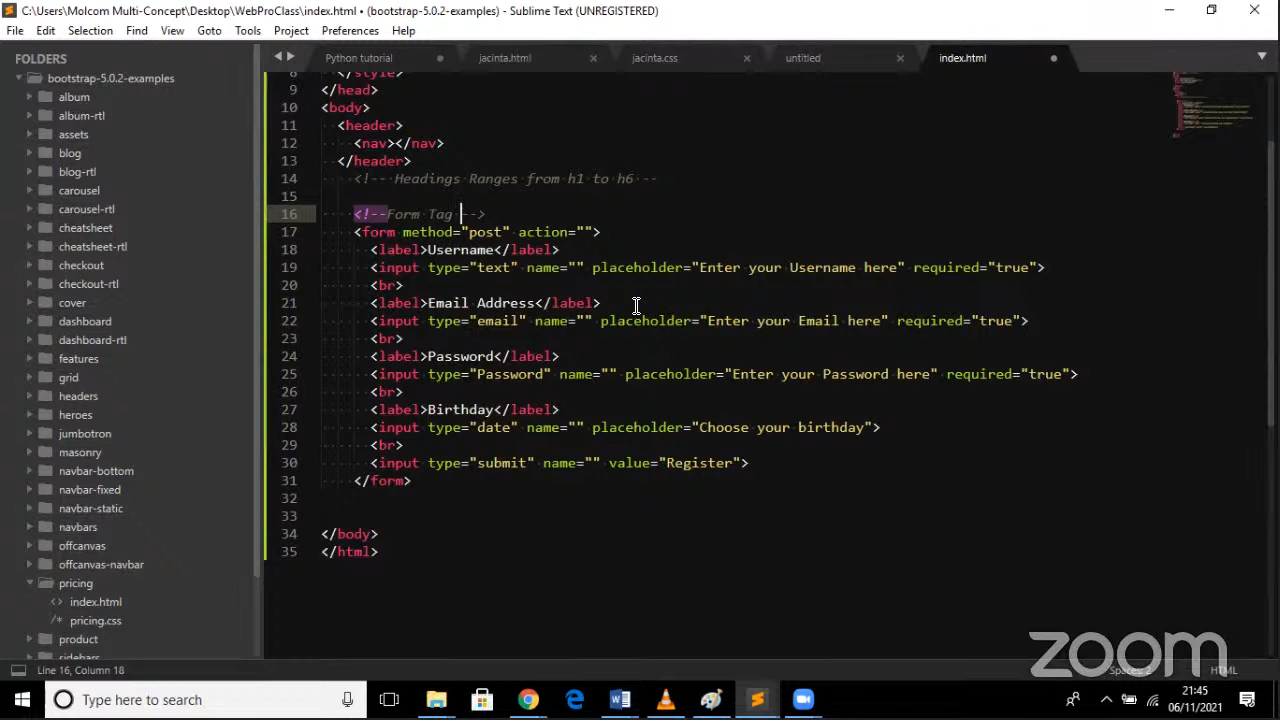 C:\Users\Molcom Multi-Concept\Desktop\WebProClass\index.html • (bootstrap-5.0.2-examples) - Sublime Text (UNREGISTERED)
File Edit Selection Find View Goto Tools Project Preferences Help
FOLDERS
bootstrap-5.0.2-examples
album
album-rtl
assets
blog
blog-rtl
carousel
carousel-rtl
cheatsheet
cheatsheet-rtl
checkout
checkout-rtl
cover
dashboard
dashboard-rtl
features
grid
headers
heroes
jumbotron
masonry
navbar-bottom
navbar-fixed
navbar-static
navbars
offcanvas
offcanvas-navbar
pricing
<> index.html
/* pricing.css
product
sidebars
Python tutorial jacinta.html jacinta.css untitled index.html
8 </style>
9 </head>
10 <body>
11 <header>
12 <nav></nav>
13 </header>
14 <!-- Headings Ranges from h1 to h6 --
15
16 <!--Form Tag -->
17 <form method="post" action="">
18 <label>Username</label>
19 <input type="text" name="" placeholder="Enter your Username here" required="true">
20 <br>
21 <label>Email Address</label>
22 <input type="email" name="" placeholder="Enter your Email here" required="true">
23 <br>
24 <label>Password</label>
25 <input type="Password" name="" placeholder="Enter your Password here" required="true">
26 <br>
27 <label>Birthday</label>
28 <input type="date" name="" placeholder="Choose your birthday">
29 <br>
30 <input type="submit" name="" value="Register">
31 </form>
32
33
34 </body>
35 </html>
zoom
Line 16, Column 18
Spaces: 2
HTML
Type here to search
21:45
06/11/2021